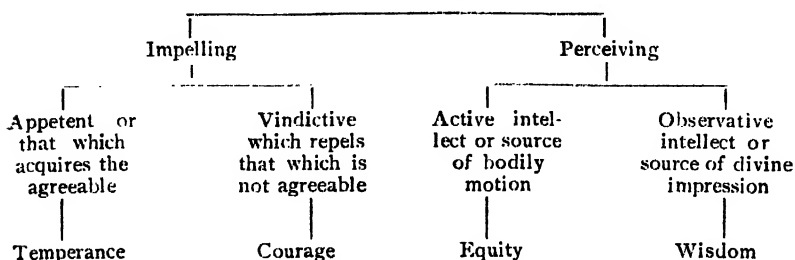 Impelling Perceiving
Appetent or Vindictive Active intel- Observative
that which which repels lect or source intellect or
acquires the that which is of bodily source of divine
agreeable not agreeable motion impression
Temperance Courage Equity Wisdom